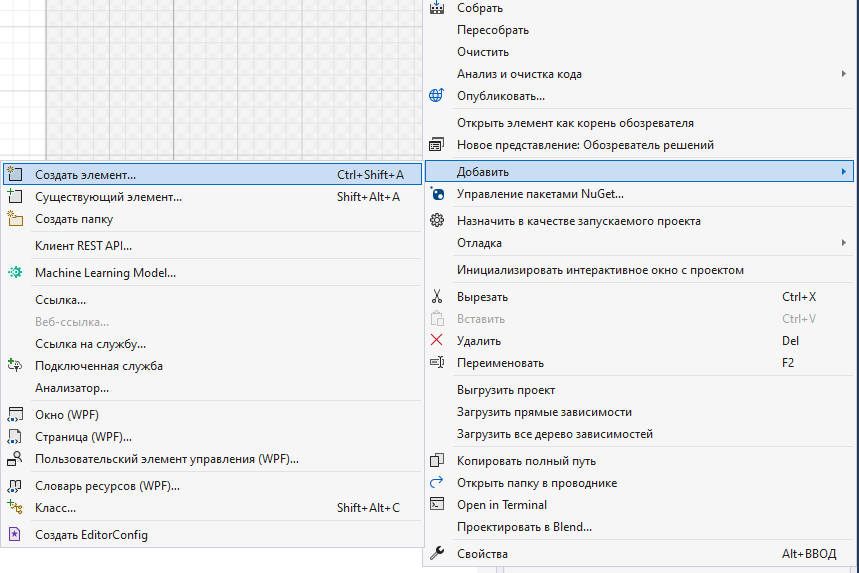 Собрать
Пересобрать
Очистить
Анализ и очистка кода
Опубликовать...
Открыть элемент как корень обозревателя
Новое представление: Обозреватель решений
Добавить
Управление пакетами NuGet...
Назначить в качестве запускаемого проекта
Отладка
Инициализировать интерактивное окно с проектом
Вырезать Ctrl+X
Вставить Ctrl+V
Удалить Del
Переименовать F2
Выгрузить проект
Загрузить прямые зависимости
Загрузить все дерево зависимостей
Копировать полный путь
Открыть папку в проводнике
Open in Terminal
Проектировать в Blend...
Свойства Alt+ВВОД
Создать элемент... Ctrl+Shift+A
Существующий элемент... Shift+Alt+A
Создать папку
Клиент REST API...
Machine Learning Model...
Ссылка...
Веб-ссылка...
Ссылка на службу...
Подключенная служба
Анализатор...
Окно (WPF)
Страница (WPF)...
Пользовательский элемент управления (WPF)...
Словарь ресурсов (WPF)...
Класс... Shift+Alt+C
Создать EditorConfig